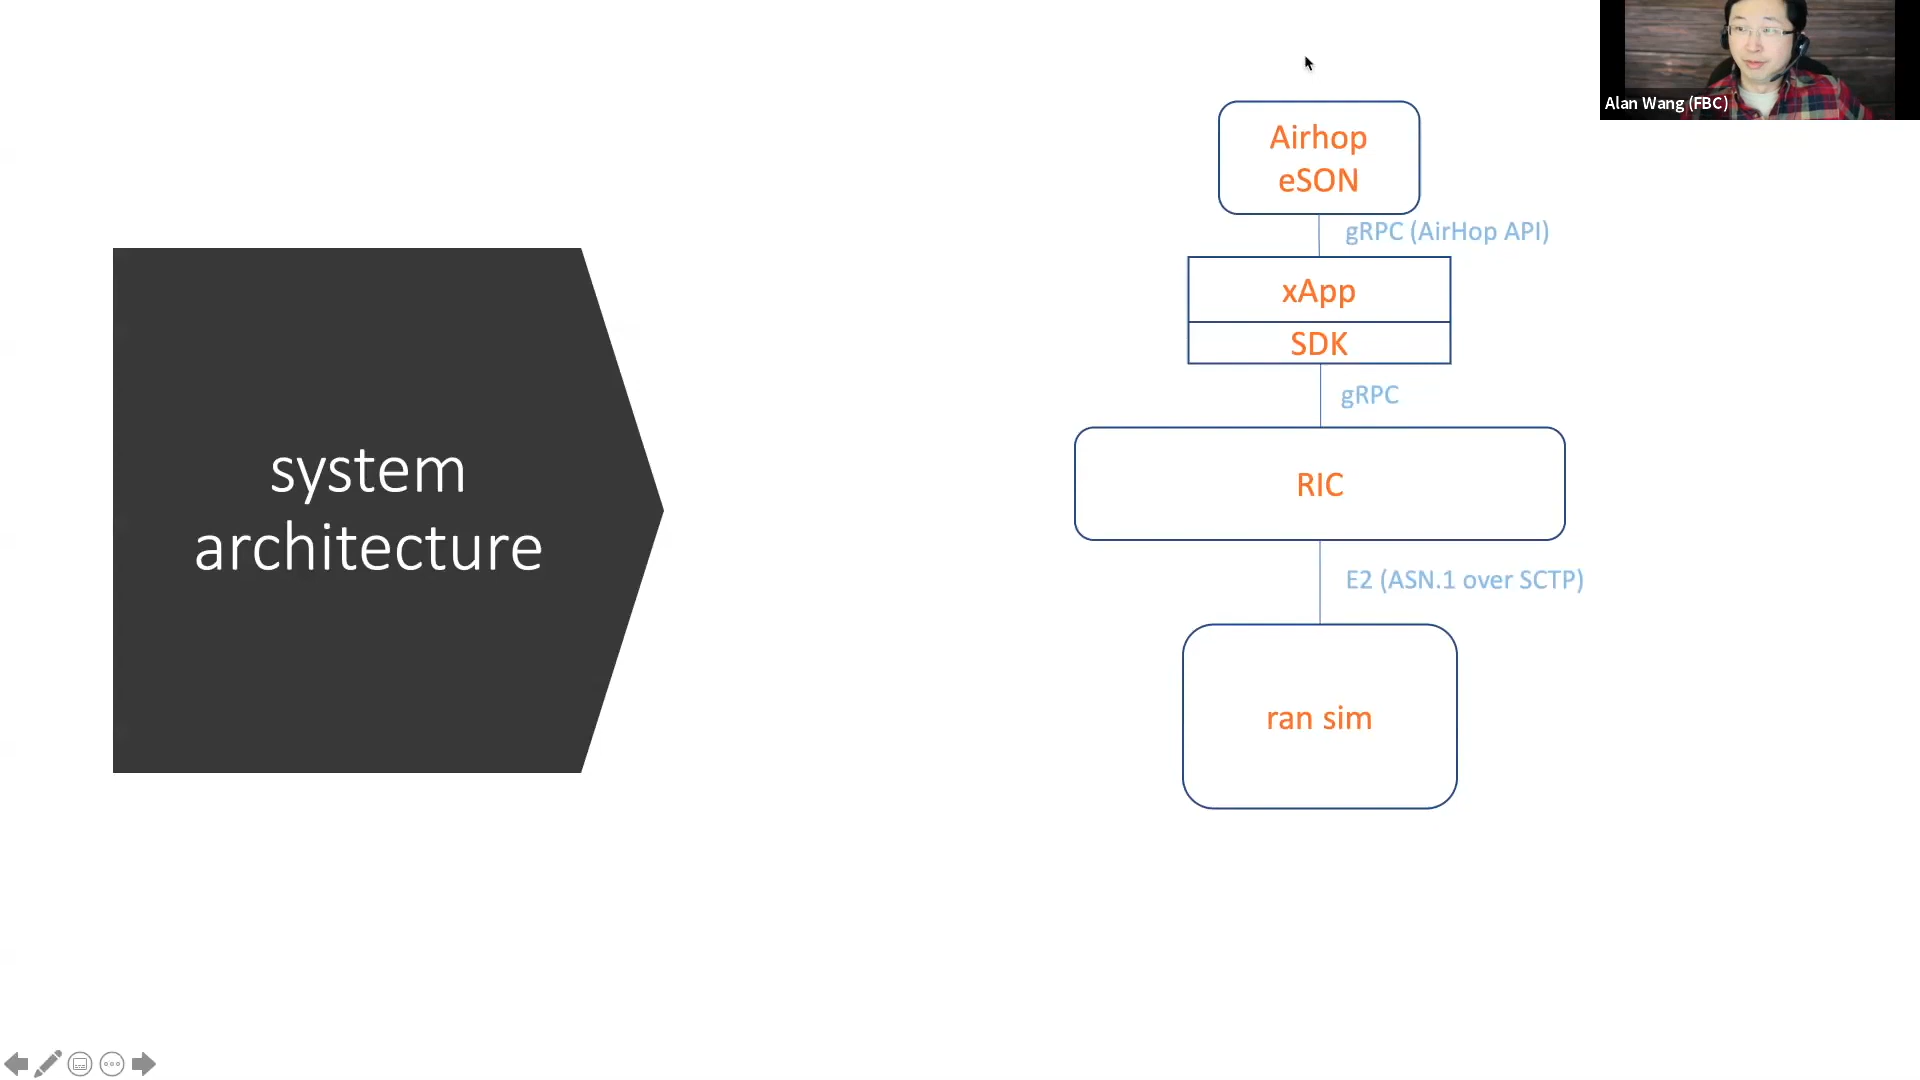 system
architecture
Airhop
eSON
gRPC (AirHop API)
xApp
SDK
gRPC
RIC
E2 (ASN.1 over SCTP)
ran sim
Alan Wang (FBC)